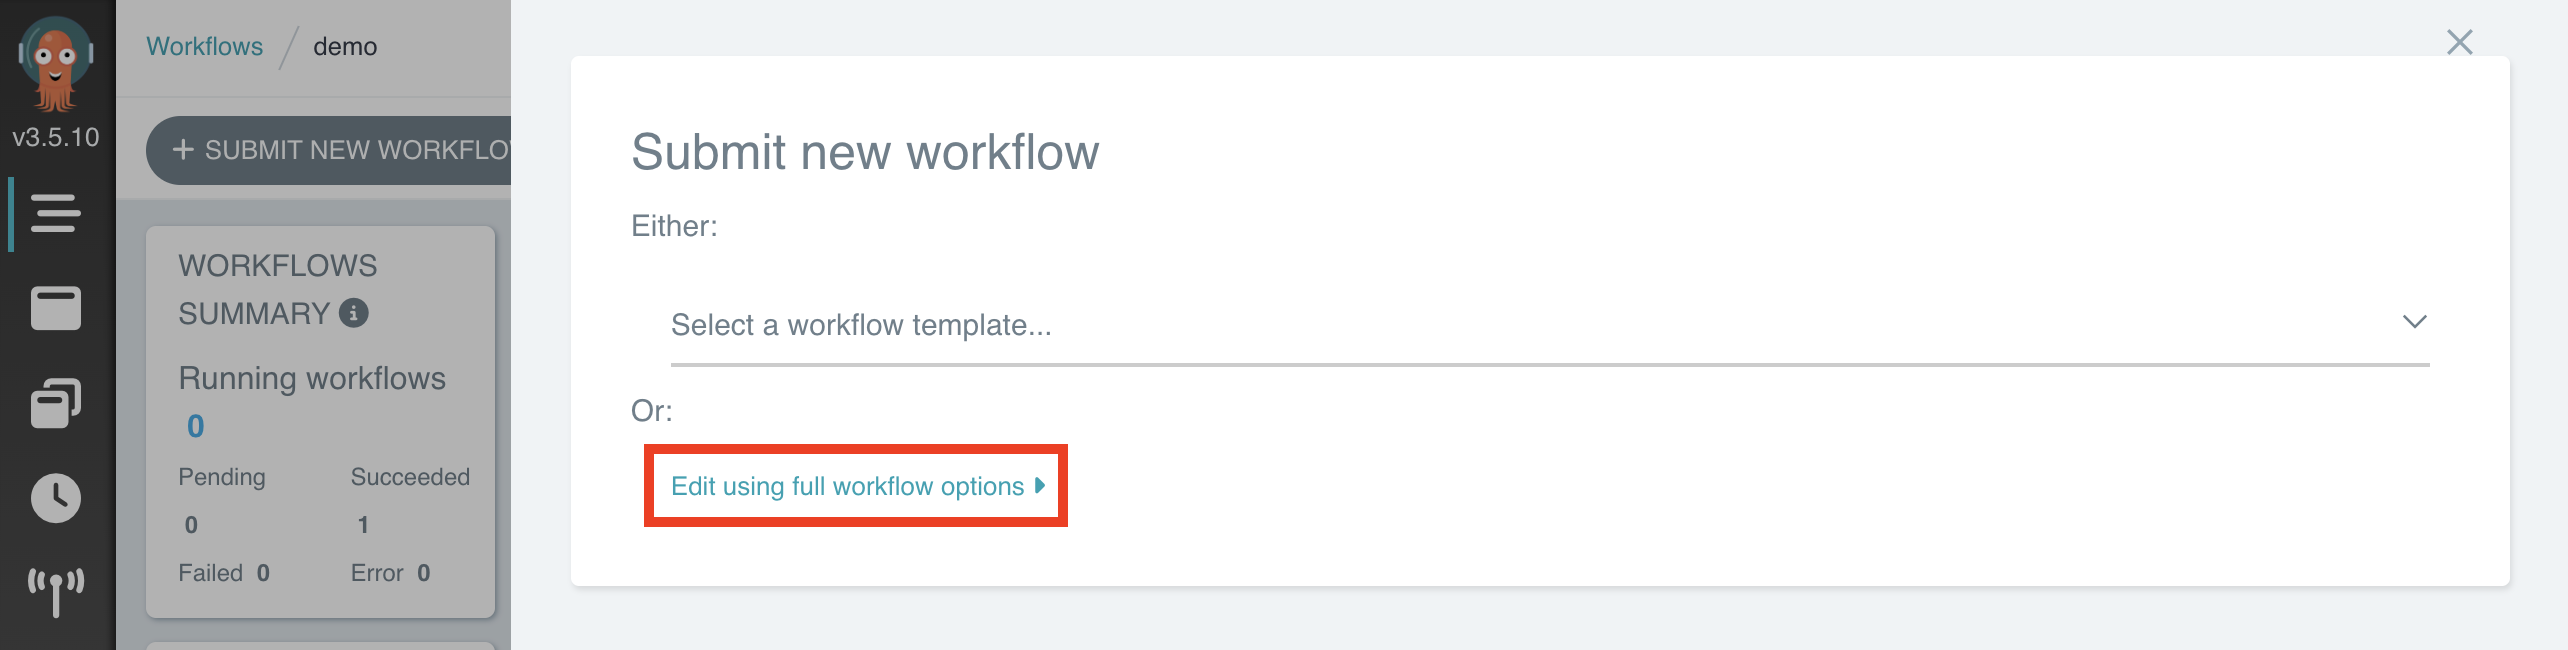 Workflows / demo
v3.5.10
+ SUBMIT NEW WORKFLO
WORKFLOWS
SUMMARY
Running workflows
0
Pending Succeeded
0 1
Failed 0 Error 0
Submit new workflow
Either:
Select a workflow template...
Or:
Edit using full workflow options